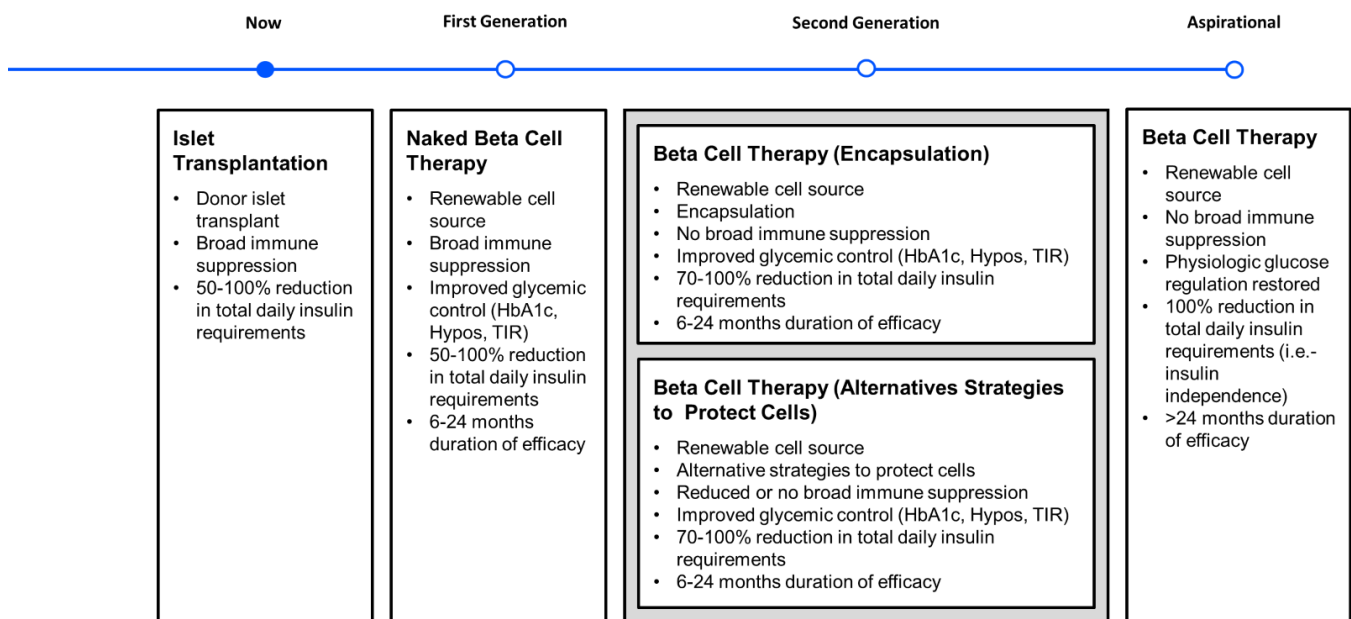 Now
First Generation
Second Generation
Aspirational
Islet
Transplantation
• Donor islet
transplant
• Broad immune
suppression
• 50-100% reduction
in total daily insulin
requirements
Naked Beta Cell
Therapy
• Renewable cell
source
• Broad immune
suppression
• Improved glycemic
control (HbA1c,
Hypos, TIR)
• 50-100% reduction
in total daily insulin
requirements
• 6-24 months
duration of efficacy
Beta Cell Therapy (Encapsulation)
• Renewable cell source
• Encapsulation
• No broad immune suppression
• Improved glycemic control (HbA1c, Hypos, TIR)
• 70-100% reduction in total daily insulin
requirements
• 6-24 months duration of efficacy
Beta Cell Therapy (Alternatives Strategies
to Protect Cells)
• Renewable cell source
• Alternative strategies to protect cells
• Reduced or no broad immune suppression
• Improved glycemic control (HbA1c, Hypos, TIR)
• 70-100% reduction in total daily insulin
requirements
• 6-24 months duration of efficacy
Beta Cell Therapy
• Renewable cell
source
• No broad immune
suppression
• Physiologic glucose
regulation restored
• 100% reduction in
total daily insulin
requirements (i.e.-
insulin
independence)
• >24 months duration
of efficacy